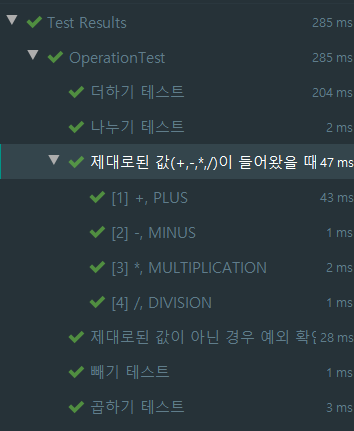 Test Results 285 ms
OperationTest 285 ms
더하기 테스트 204 ms
나누기 테스트 2 ms
제대로된 값(+,-,*,/)이 들어왔을 때 47 ms
[1] +, PLUS 43 ms
[2] -, MINUS 1 ms
[3] *, MULTIPLICATION 2 ms
[4] /, DIVISION 1 ms
제대로된 값이 아닌 경우 예외 확인 28 ms
빼기 테스트 1 ms
곱하기 테스트 3 ms